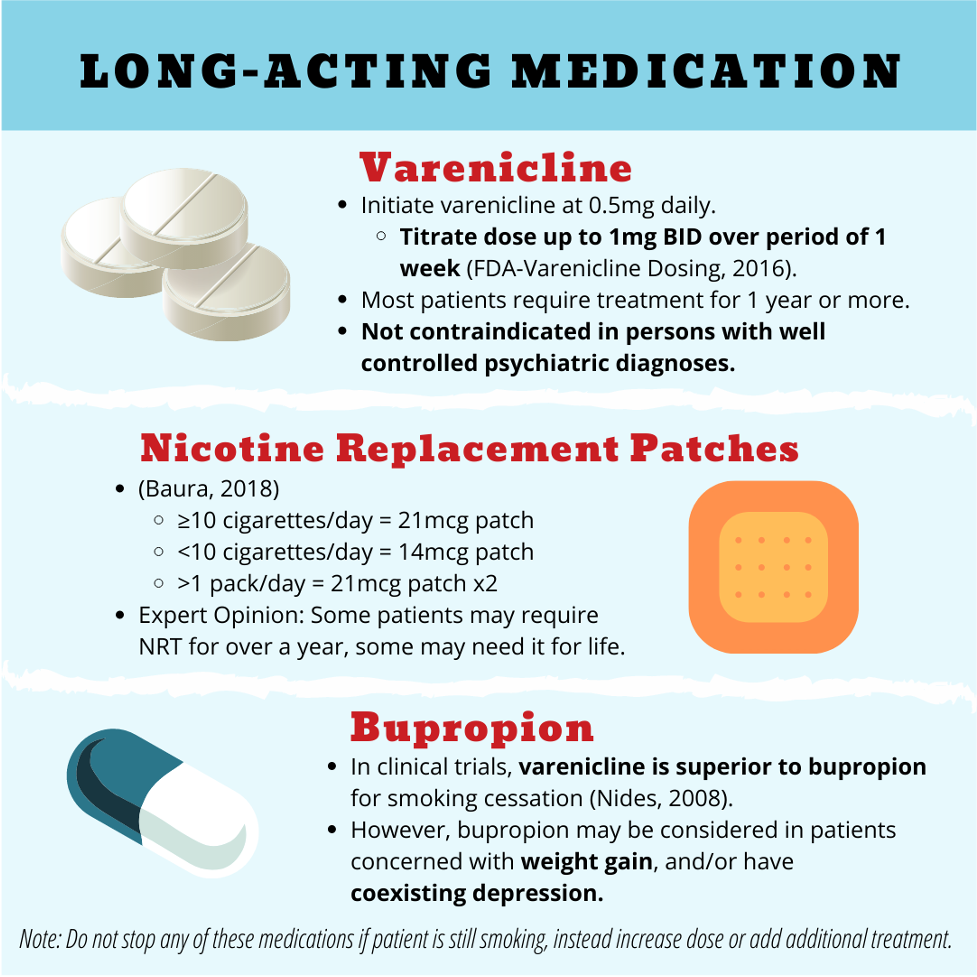 LONG-ACTING MEDICATION
Varenicline
• Initiate varenicline at 0.5mg daily.
○ Titrate dose up to 1mg BID over period of 1
week (FDA-Varenicline Dosing, 2016).
• Most patients require treatment for 1 year or more.
• Not contraindicated in persons with well
controlled psychiatric diagnoses.
Nicotine Replacement Patches
• (Baura, 2018)
○ ≥10 cigarettes/day = 21mcg patch
○ <10 cigarettes/day = 14mcg patch
○ >1 pack/day = 21mcg patch x2
• Expert Opinion: Some patients may require
NRT for over a year, some may need it for life.
Bupropion
• In clinical trials, varenicline is superior to bupropion
for smoking cessation (Nides, 2008).
• However, bupropion may be considered in patients
concerned with weight gain, and/or have
coexisting depression.
Note: Do not stop any of these medications if patient is still smoking, instead increase dose or add additional treatment.